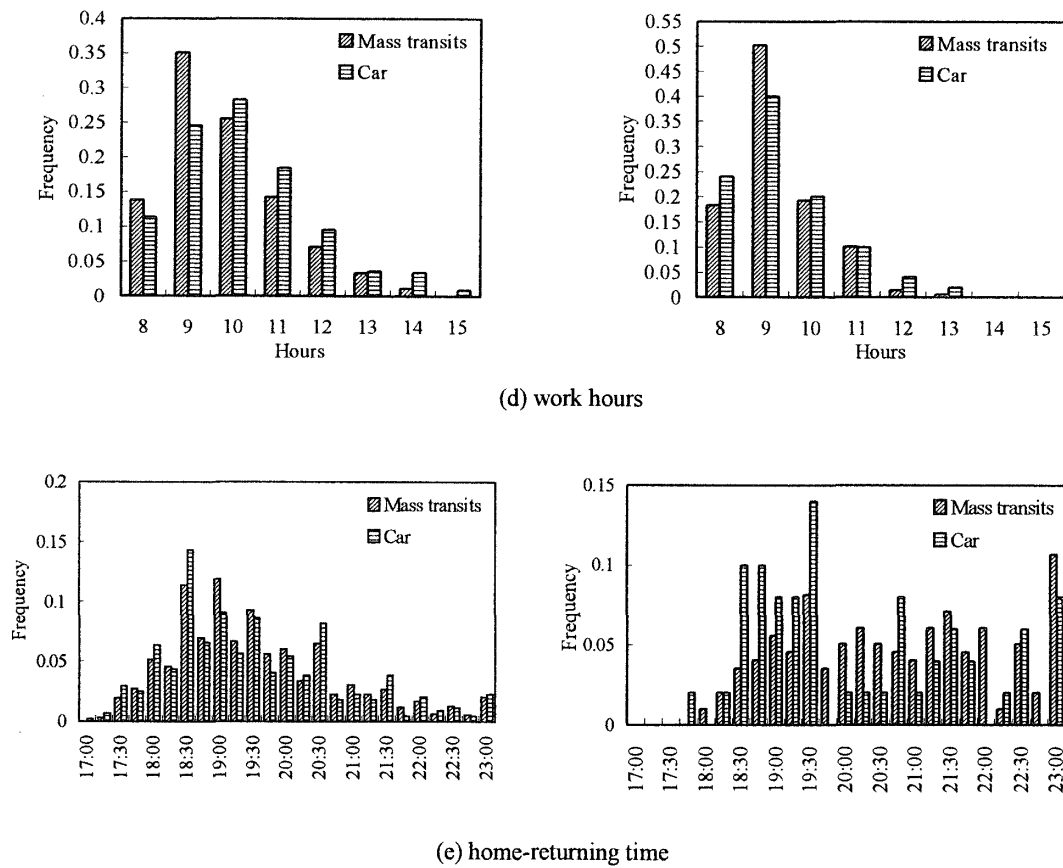 0.4
0.35
0.3
0.25
0.2
0.15
0.1
0.05
0
Frequency
Mass transits
Car
8 9 10 11 12 13 14 15
Hours
0.55
0.5
0.45
0.4
0.35
0.3
0.25
0.2
0.15
0.1
0.05
0
Frequency
Mass transits
Car
8 9 10 11 12 13 14 15
Hours
(d) work hours
0.2
0.15
0.1
0.05
0
Frequency
Mass transits
Car
17:00 17:30 18:00 18:30 19:00 19:30 20:00 20:30 21:00 21:30 22:00 22:30 23:00
0.15
0.1
0.05
0
Frequency
Mass transits
Car
17:00 17:30 18:00 18:30 19:00 19:30 20:00 20:30 21:00 21:30 22:00 22:30 23:00
(e) home-returning time